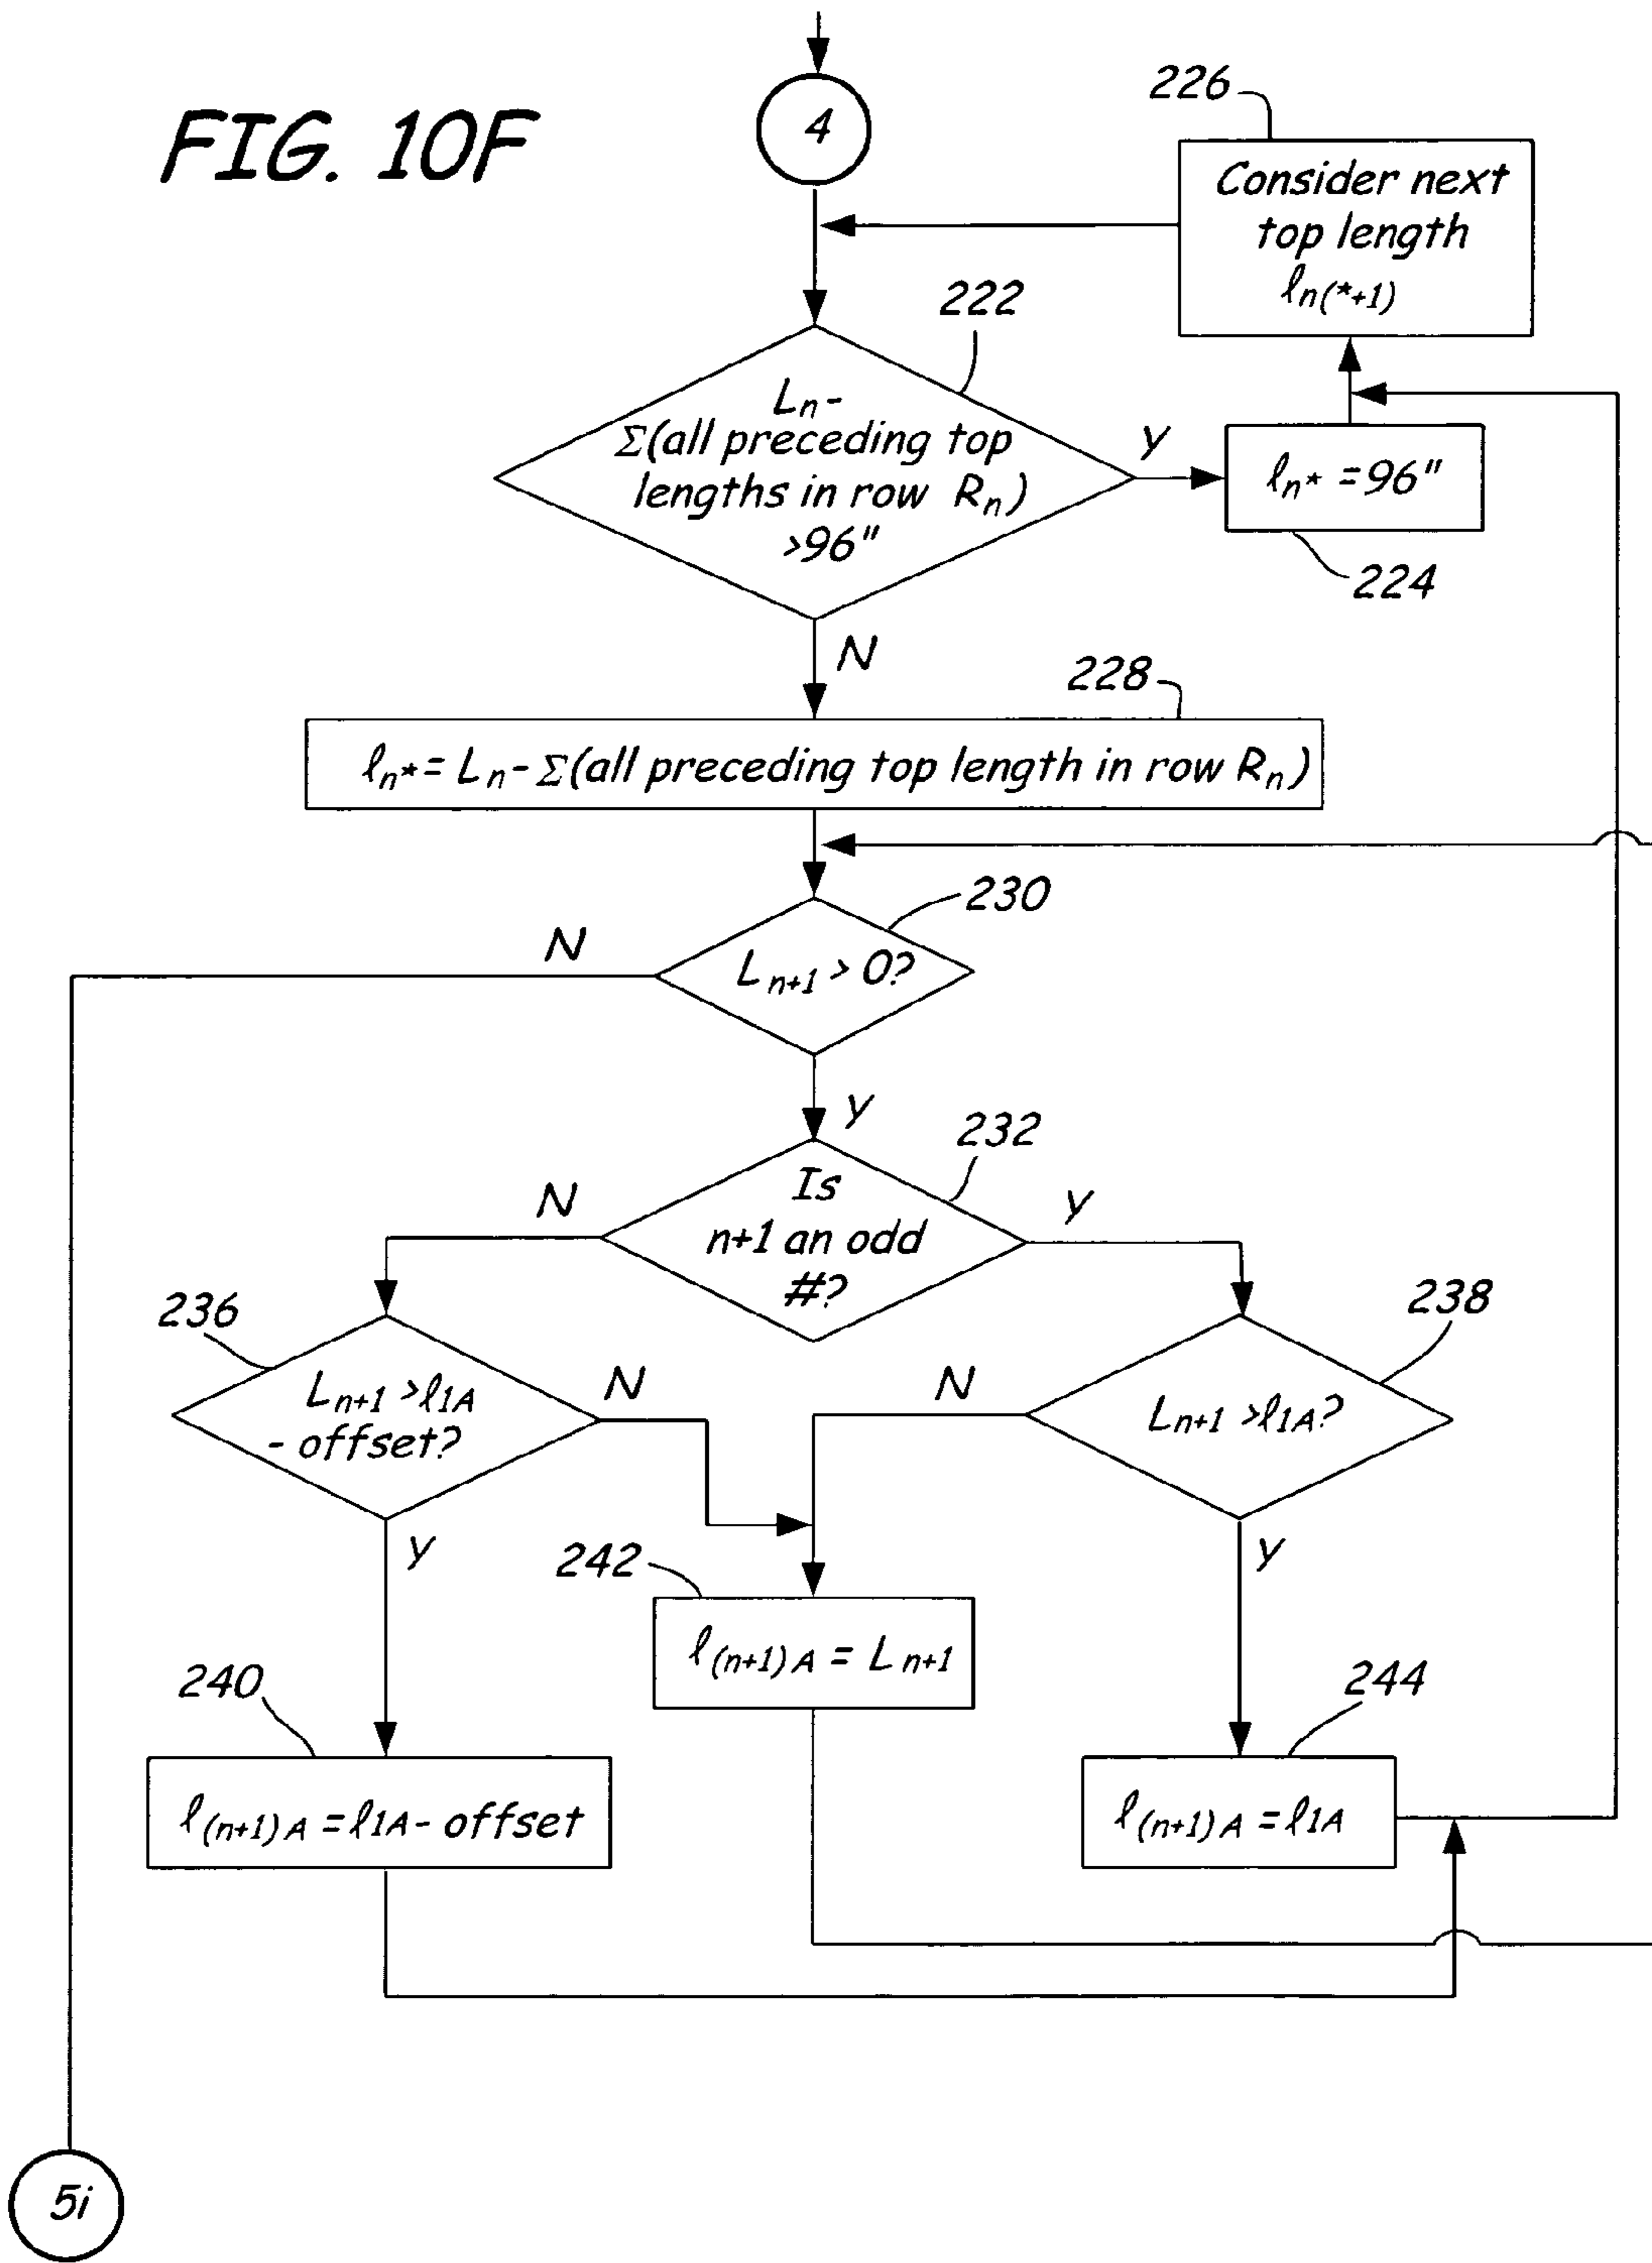 FIG. 10F
4
226
Consider next
top length
ℓn(*+1)
222
Ln-
Σ(all preceding top
lengths in row Rn)
>96"
Y
ℓn* =96"
224
N
228
ℓn*= Ln-Σ(all preceding top length in row Rn)
230
N
Ln+1 > 0?
Y
232
Is
n+1 an odd
#?
N
Y
236
Ln+1 >ℓ1A
- offset?
N
Y
238
Ln+1 >ℓ1A?
N
Y
242
ℓ(n+1)A = Ln+1
240
ℓ(n+1)A =ℓ1A- offset
244
ℓ(n+1)A =ℓ1A
5i